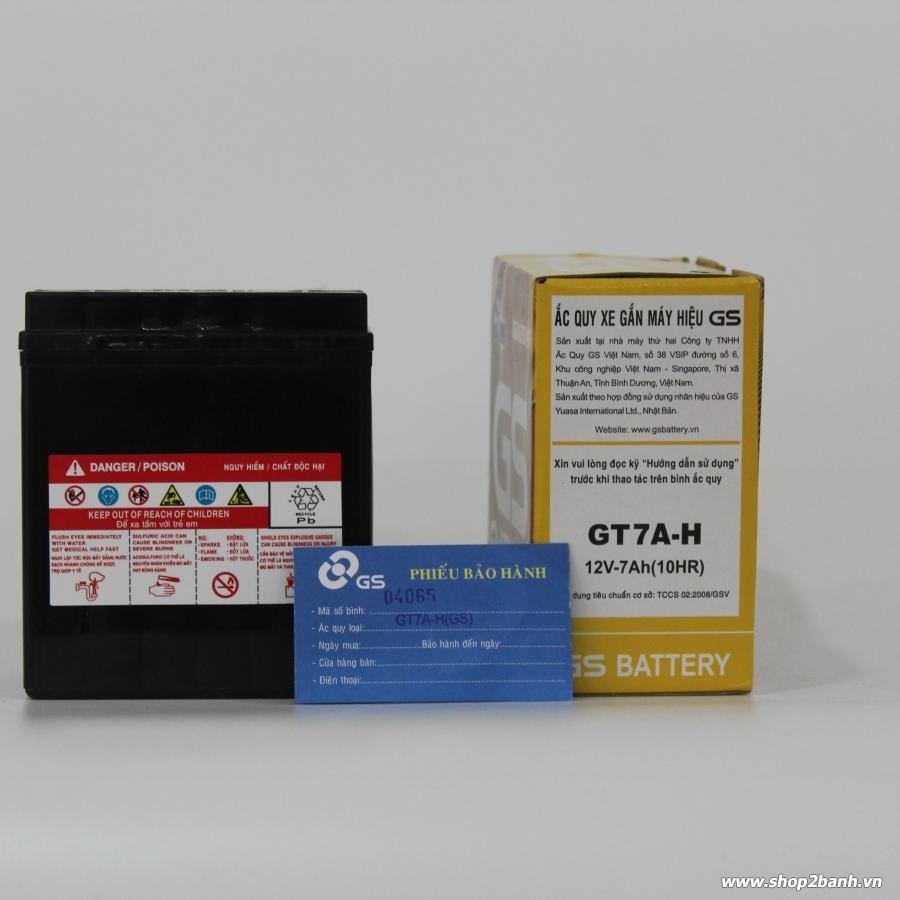 DANGER / POISON NGUY HIỂM / CHẤT ĐỘC HẠI
RECYCLE
Pb
KEEP OUT OF REACH OF CHILDREN
Để xa tầm với trẻ em
FLUSH EYES IMMEDIATELY
WITH WATER
GET MEDICAL HELP FAST
SULFURIC ACID CAN
CAUSE BLINDNESS OR
SEVERE BURNS
NO:
-SPARKS
-FLAME
-SMOKING
KHÔNG:
-BẬT LỬA
-ĐỐT LỬA
-HÚT THUỐC
SHIELD EYES EXPLOSIVE GASSES
CAN CAUSE BLINDNESS OR INJURY
GS
PHIẾU BẢO HÀNH
- Mã số bình: 04065
- Ắc quy loại: GT7A-H(GS)
- Ngày mua: Bảo hành đến ngày:
- Cửa hàng bán:
- Điện thoại:
GS
ẮC QUY XE GẮN MÁY HIỆU GS
Sản xuất tại nhà máy thứ hai Công ty TNHH
Ắc Quy GS Việt Nam, số 38 VSIP đường số 6,
Khu công nghiệp Việt Nam - Singapore, Thị xã
Thuận An, Tỉnh Bình Dương, Việt Nam.
Sản xuất theo hợp đồng sử dụng nhãn hiệu của GS
Yuasa International Ltd., Nhật Bản.
Website: www.gsbattery.vn
Xin vui lòng đọc kỹ “Hướng dẫn sử dụng”
trước khi thao tác trên bình ắc quy
GT7A-H
12V-7Ah(10HR)
dụng tiêu chuẩn cơ sở: TCCS 02:2008/GSV
GS BATTERY
www.shop2banh.vn